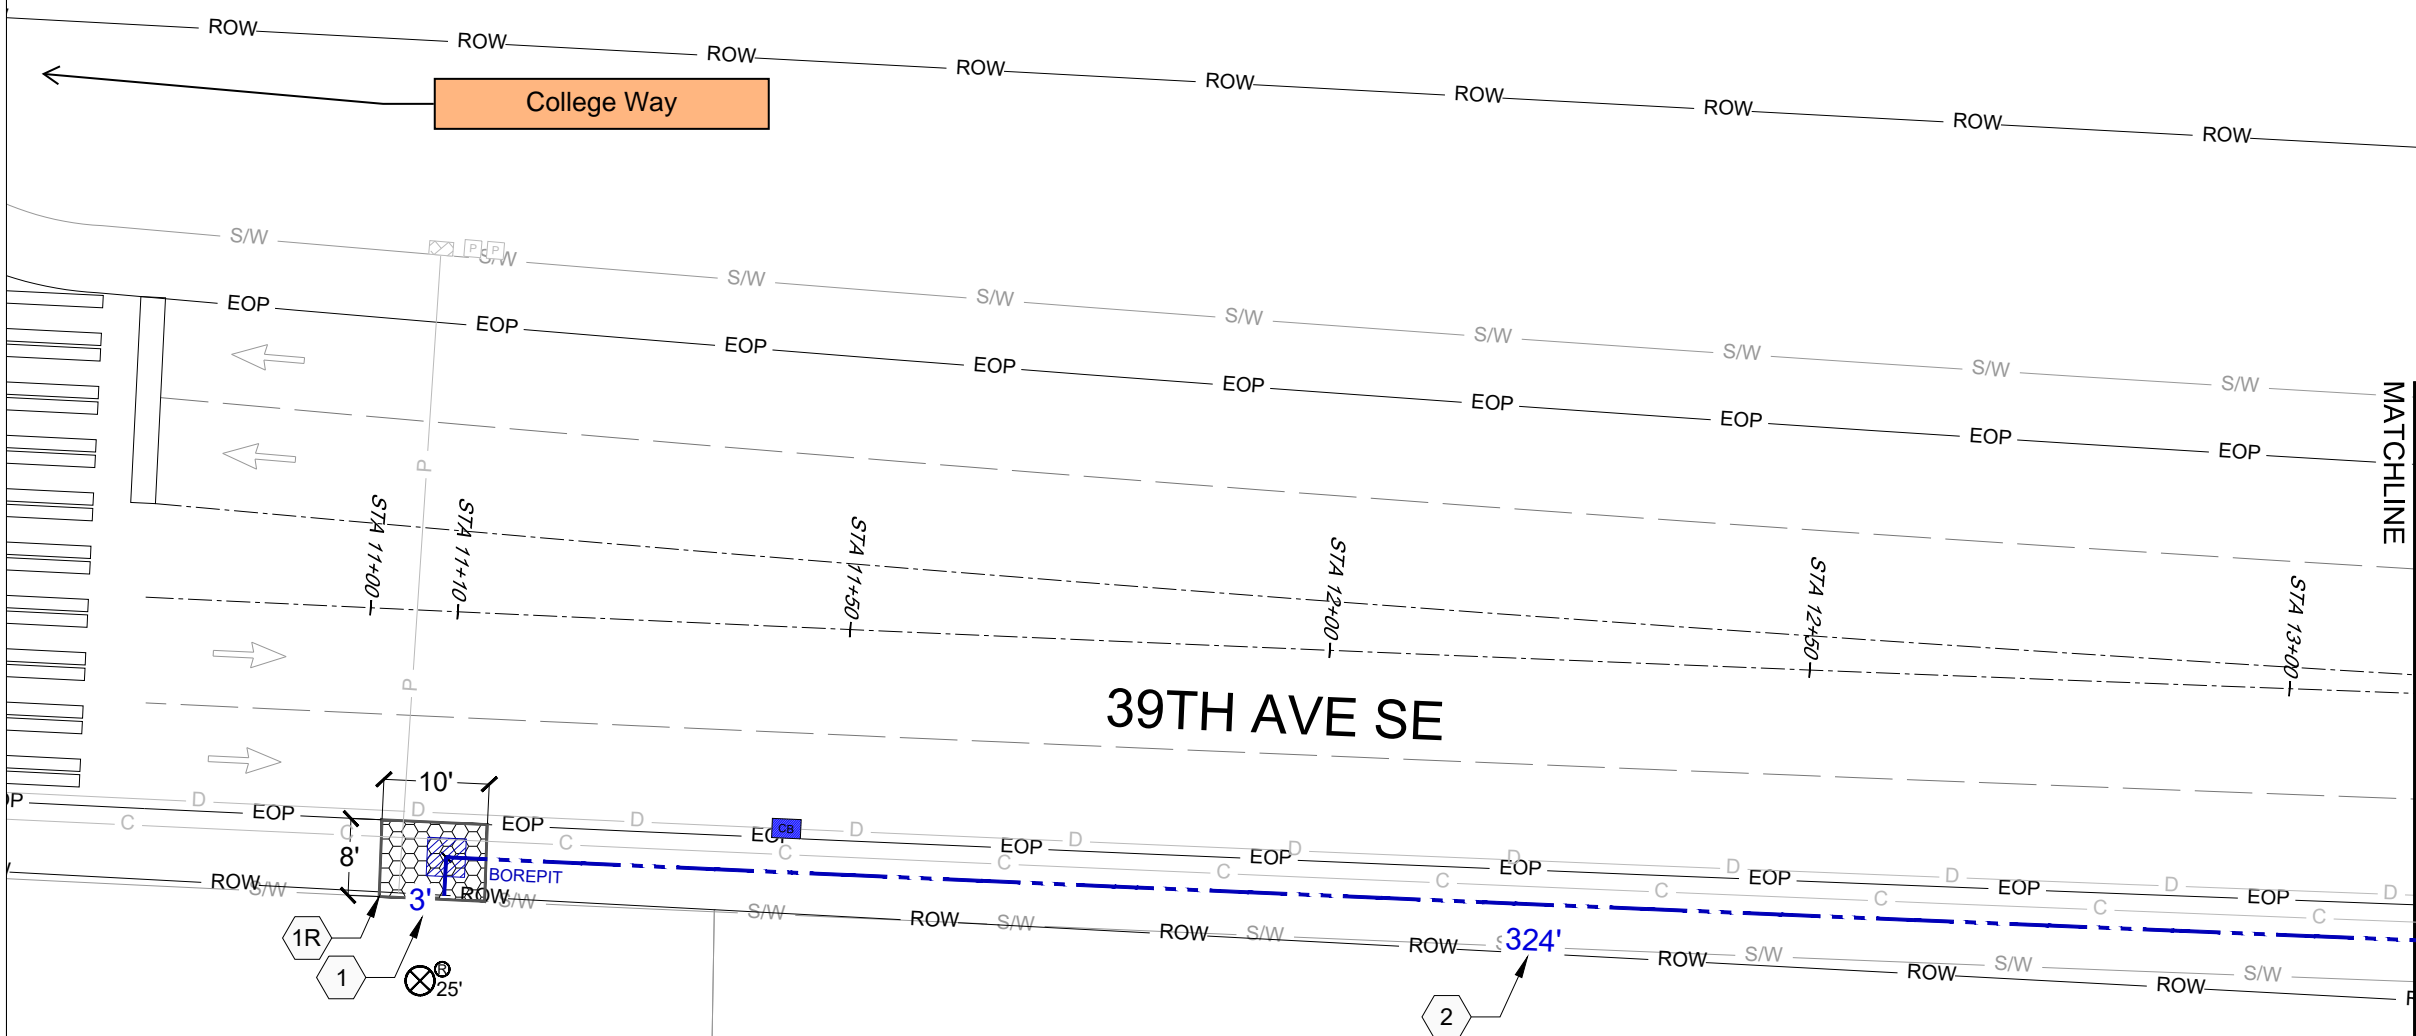 ROW ROW ROW ROW ROW ROW ROW ROW ROW
College Way
S/W S/W S/W S/W S/W S/W S/W S/W S/W
P P
EOP EOP EOP EOP EOP EOP EOP EOP EOP
MATCHLINE
P
STA 11+00
STA 11+10
STA 11+50
STA 12+00
STA 12+50
STA 13+00
P
39TH AVE SE
10'
D D D D D D D D D D D
EOP EOP EOP EOP EOP EOP EOP EOP EOP
CB
C C C C C C C C C C C
8'
BOREPIT
ROW ROW ROW ROW ROW ROW ROW ROW
S/W S/W S/W S/W S/W S/W S/W S/W
3'
324'
1R
1
R
25'
2